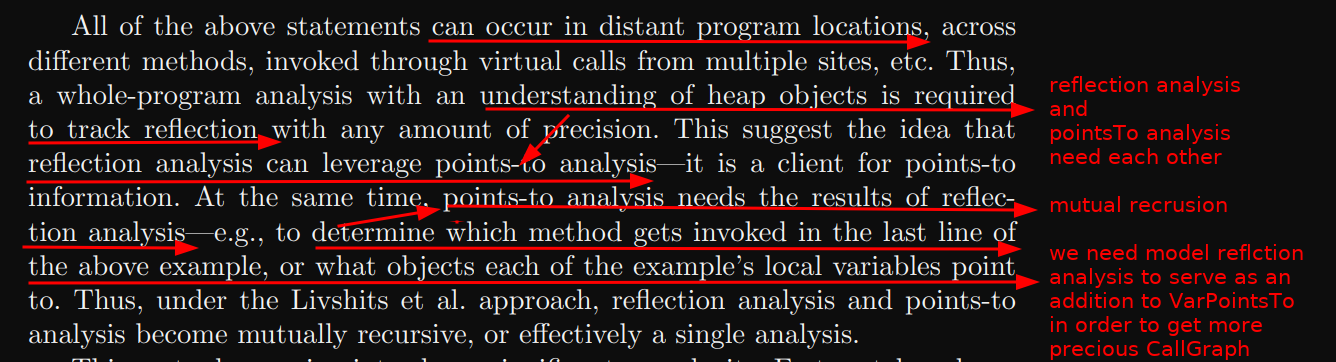 All of the above statements can occur in distant program locations, across
different methods, invoked through virtual calls from multiple sites, etc. Thus,
a whole-program analysis with an understanding of heap objects is required
to track reflection with any amount of precision. This suggest the idea that
reflection analysis can leverage points-to analysis—it is a client for points-to
information. At the same time, points-to analysis needs the results of reflec-
tion analysis—e.g., to determine which method gets invoked in the last line of
the above example, or what objects each of the example's local variables point
to. Thus, under the Livshits et al. approach, reflection analysis and points-to
analysis become mutually recursive, or effectively a single analysis.
reflection analysis
and
pointsTo analysis
need each other
mutual recrusion
we need model reflction
analysis to serve as an
addition to VarPointsTo
in order to get more
precious CallGraph